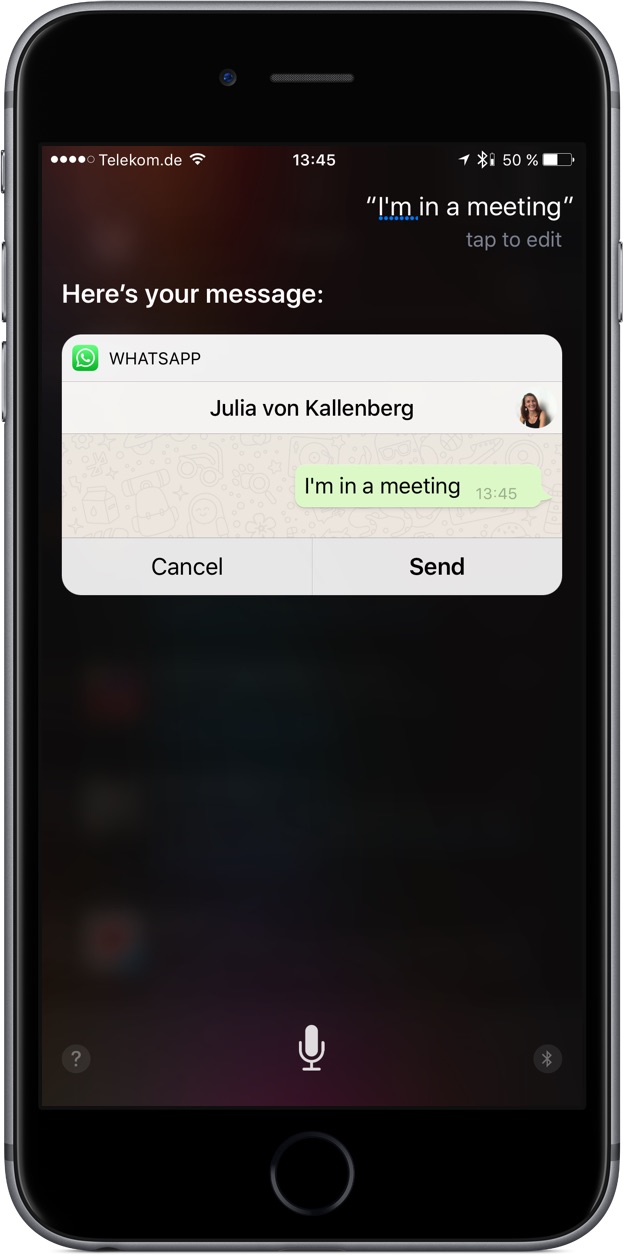 Telekom.de 13:45 50 %
“I'm in a meeting”
tap to edit
Here’s your message:
WHATSAPP
Julia von Kallenberg
I'm in a meeting 13:45
Cancel Send
?